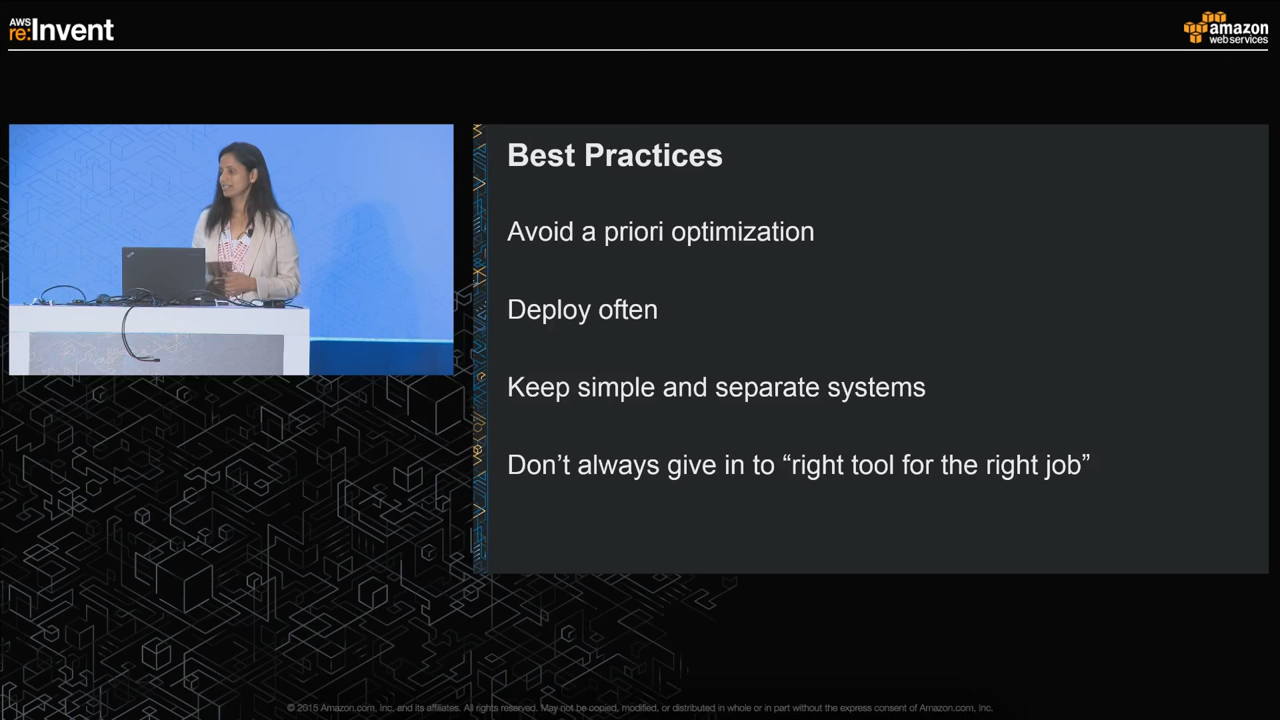 AWS
re:Invent
amazon
web services
Best Practices
Avoid a priori optimization
Deploy often
Keep simple and separate systems
Don’t always give in to “right tool for the right job”
© 2015 Amazon.com, Inc. and its affiliates. All rights reserved. May not be copied, modified, or distributed in whole or in part without the express consent of Amazon.com, Inc.